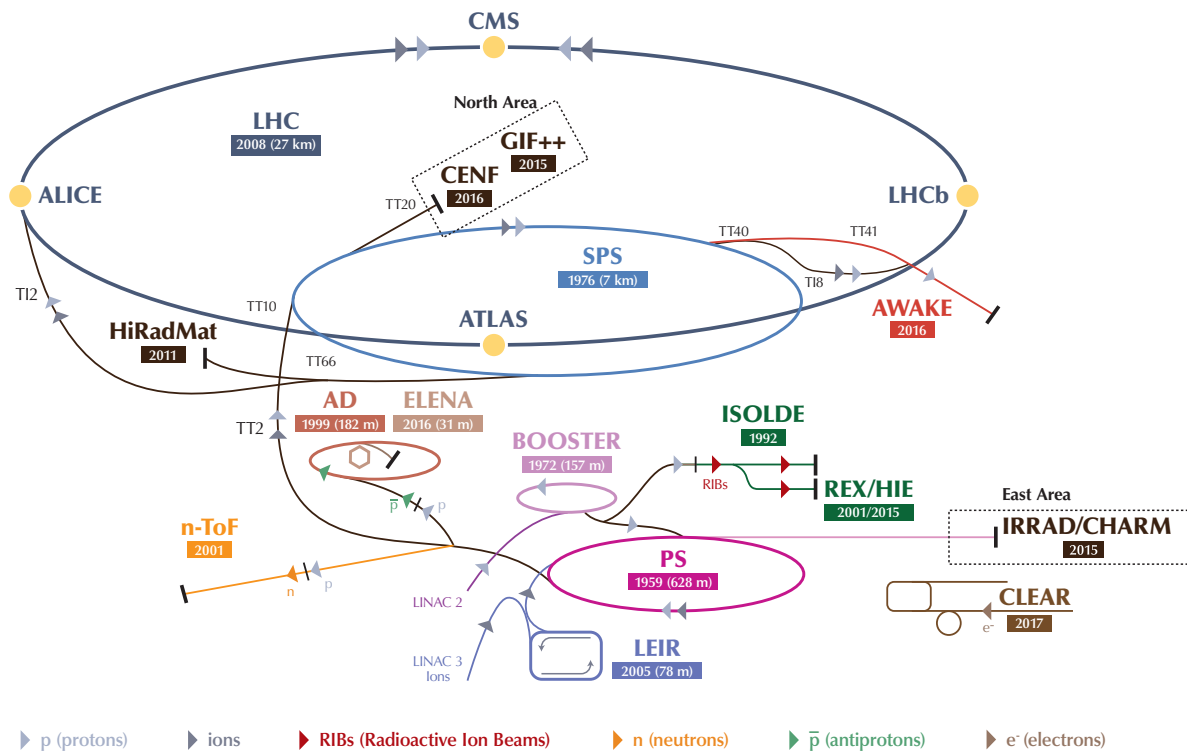 CMS
North Area
LHC
2008 (27 km)
GIF++
2015
CENF
2016
ALICE
LHCb
TT20
TT40
TT41
SPS
1976 (7 km)
TI8
TI2
TT10
ATLAS
AWAKE
2016
HiRadMat
2011
TT66
AD
1999 (182 m)
ELENA
2016 (31 m)
TT2
ISOLDE
1992
BOOSTER
1972 (157 m)
RIBs
REX/HIE
2001/2015
East Area
p̅
p
n-ToF
2001
IRRAD/CHARM
2015
PS
1959 (628 m)
n
p
LINAC 2
CLEAR
2017
e-
LINAC 3
Ions
LEIR
2005 (78 m)
p (protons)
ions
RIBs (Radioactive Ion Beams)
n (neutrons)
p̅ (antiprotons)
e- (electrons)